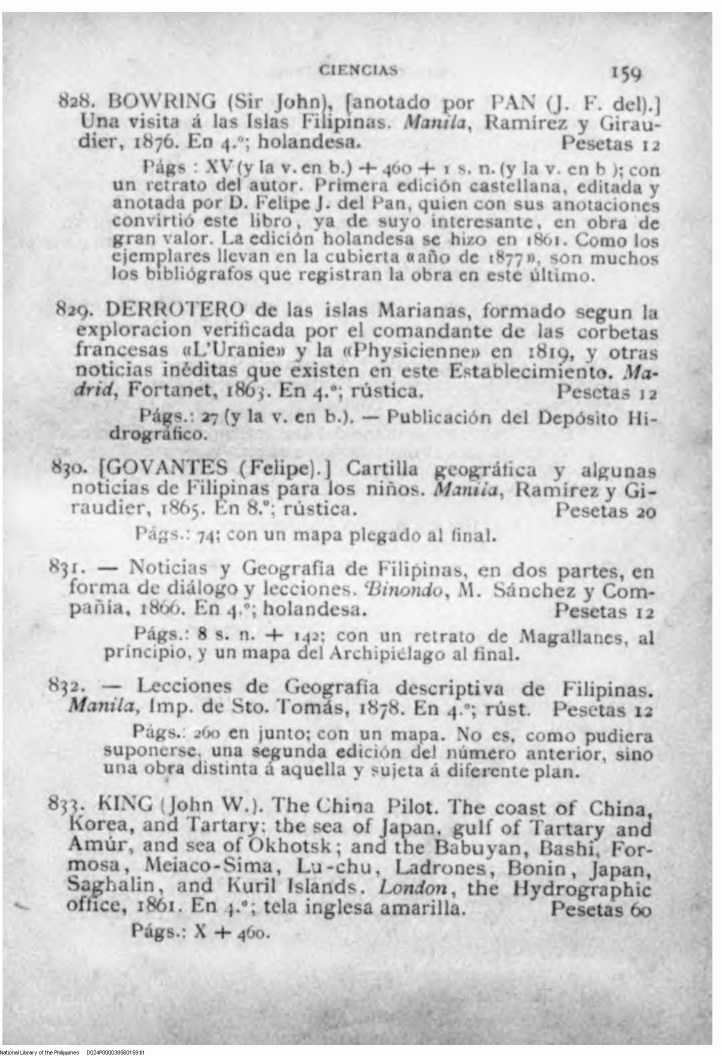 CIENCIAS 159
828. BOWRING (Sir John), [anotado por PAN (J. F. del).]
Una visita á las Islas Filipinas. Manila, Ramírez y Girau-
dier, 1876. En 4.º; holandesa. Pesetas 12
Págs : XV (y la v. en b.) + 460 + 1 s. n. (y la v. en b ); con
un retrato del autor. Primera edición castellana, editada y
anotada por D. Felipe J. del Pan, quien con sus anotaciones
convirtió este libro, ya de suyo interesante, en obra de
gran valor. La edición holandesa se hizo en 1861. Como los
ejemplares llevan en la cubierta «año de 1877», son muchos
los bibliógrafos que registran la obra en este último.
829. DERROTERO de las islas Marianas, formado segun la
exploracion verificada por el comandante de las corbetas
francesas «L'Uranie» y la «Physicienne» en 1819, y otras
noticias inéditas que existen en este Establecimiento. Ma-
drid, Fortanet, 1863. En 4.º; rústica. Pesetas 12
Págs.: 27 (y la v. en b.). — Publicación del Depósito Hi-
drográfico.
830. [GOVANTES (Felipe).] Cartilla geográfica y algunas
noticias de Filipinas para los niños. Manila, Ramírez y Gi-
raudier, 1865. En 8.º; rústica. Pesetas 20
Págs.: 74; con un mapa plegado al final.
831. — Noticias y Geografia de Filipinas, en dos partes, en
forma de diálogo y lecciones. Binondo, M. Sánchez y Com-
pañia, 1866. En 4.º; holandesa. Pesetas 12
Págs.: 8 s. n. + 142; con un retrato de Magallanes, al
principio, y un mapa del Archipiélago al final.
832. — Lecciones de Geografia descriptiva de Filipinas.
Manila, Imp. de Sto. Tomás, 1878. En 4.º; rúst. Pesetas 12
Págs.: 260 en junto; con un mapa. No es, como pudiera
suponerse, una segunda edición del número anterior, sino
una obra distinta á aquella y sujeta á diferente plan.
833. KING (John W.). The China Pilot. The coast of China,
Korea, and Tartary; the sea of Japan, gulf of Tartary and
Amúr, and sea of Okhotsk; and the Babuyan, Bashi, For-
mosa, Meiaco-Sima, Lu-chu, Ladrones, Bonin, Japan,
Saghalin, and Kuril Islands. London, the Hydrographic
office, 1861. En 4.º; tela inglesa amarilla. Pesetas 60
Págs.: X + 460.
National Library of the Philippines